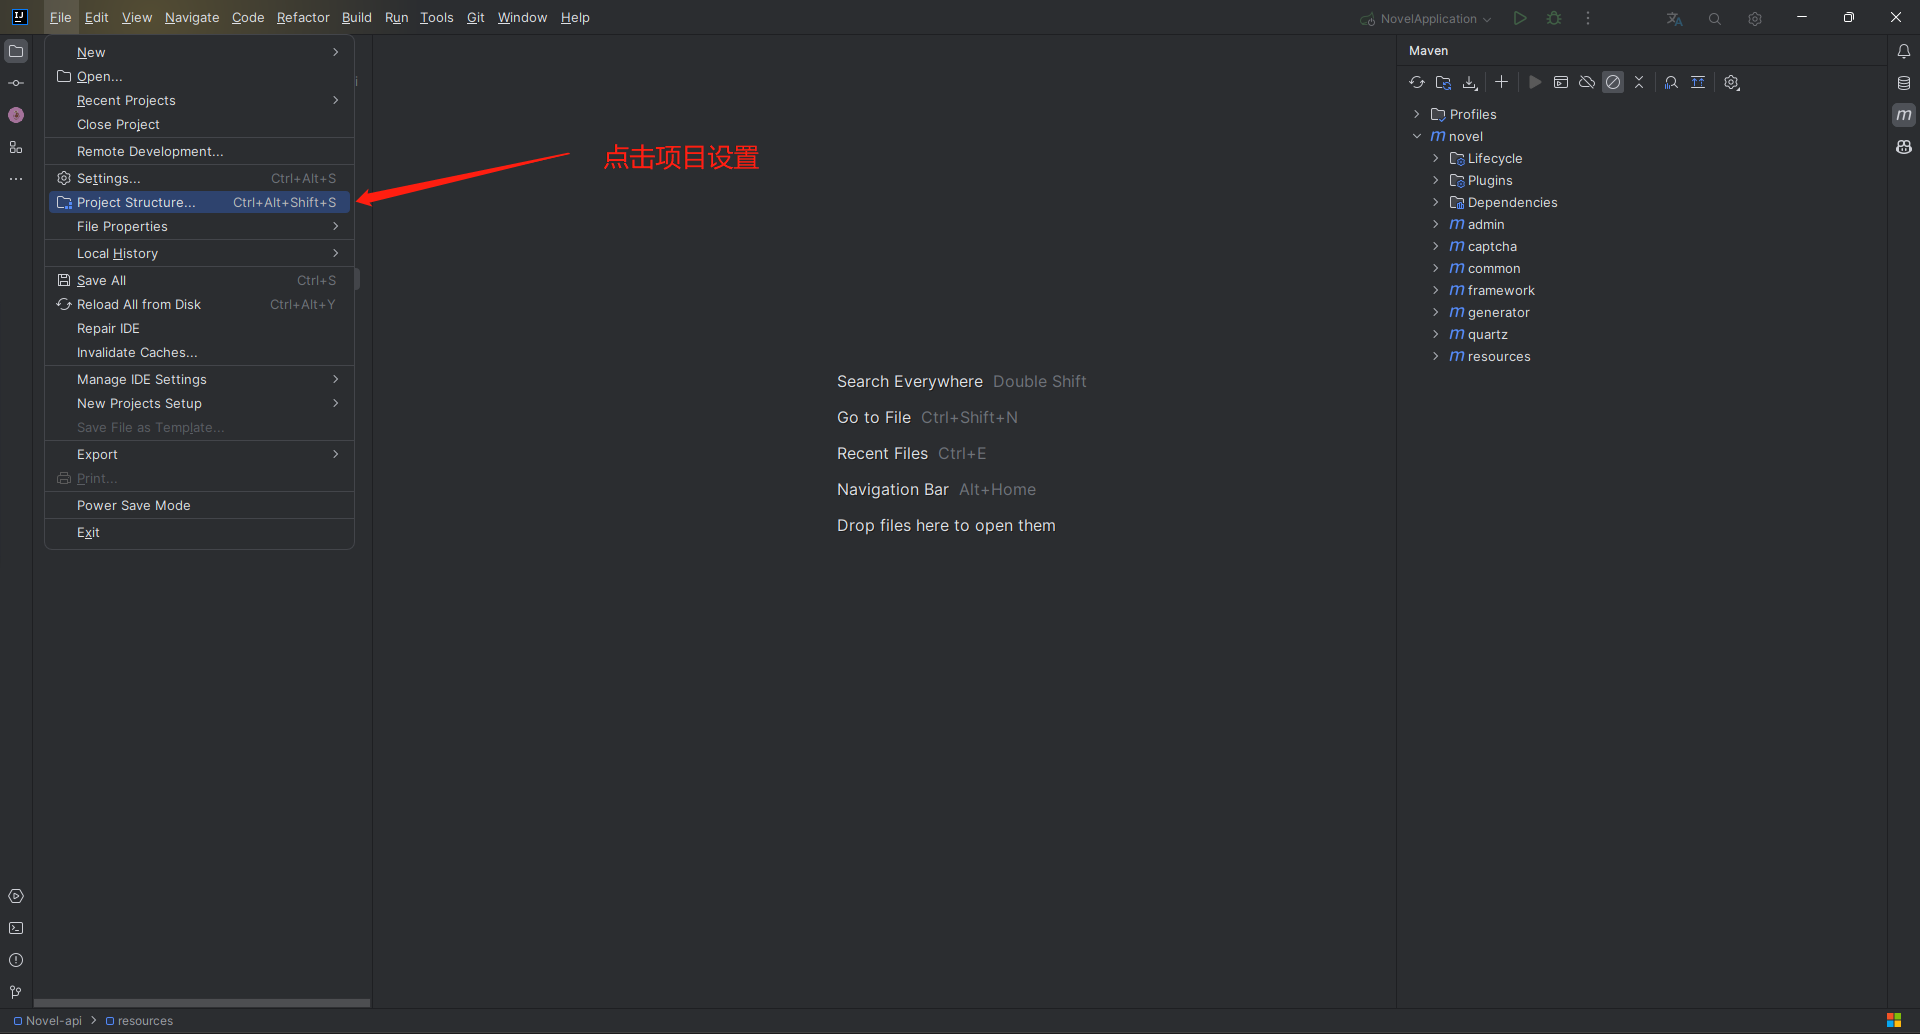 IJ
File Edit View Navigate Code Refactor Build Run Tools Git Window Help
NovelApplication
New
Open...
Recent Projects
Close Project
Remote Development...
Settings... Ctrl+Alt+S
Project Structure... Ctrl+Alt+Shift+S
File Properties
Local History
Save All Ctrl+S
Reload All from Disk Ctrl+Alt+Y
Repair IDE
Invalidate Caches...
Manage IDE Settings
New Projects Setup
Save File as Template...
Export
Print...
Power Save Mode
Exit
点击项目设置
Search Everywhere Double Shift
Go to File Ctrl+Shift+N
Recent Files Ctrl+E
Navigation Bar Alt+Home
Drop files here to open them
Maven
Profiles
m novel
Lifecycle
Plugins
Dependencies
m admin
m captcha
m common
m framework
m generator
m quartz
m resources
m
Novel-api
resources